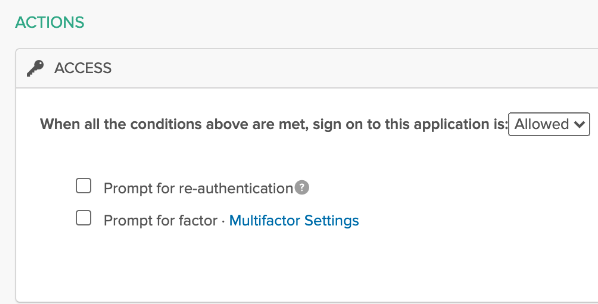 ACTIONS
ACCESS
When all the conditions above are met, sign on to this application is: Allowed
Prompt for re-authentication ?
Prompt for factor · Multifactor Settings